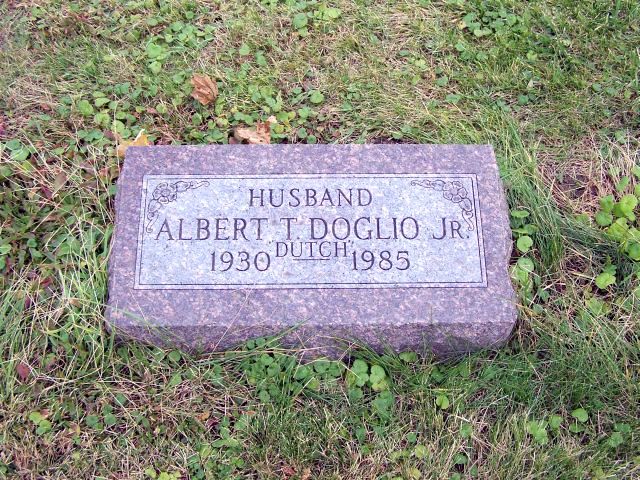 HUSBAND
ALBERT T. DOGLIO JR.
"DUTCH"
1930 — 1985